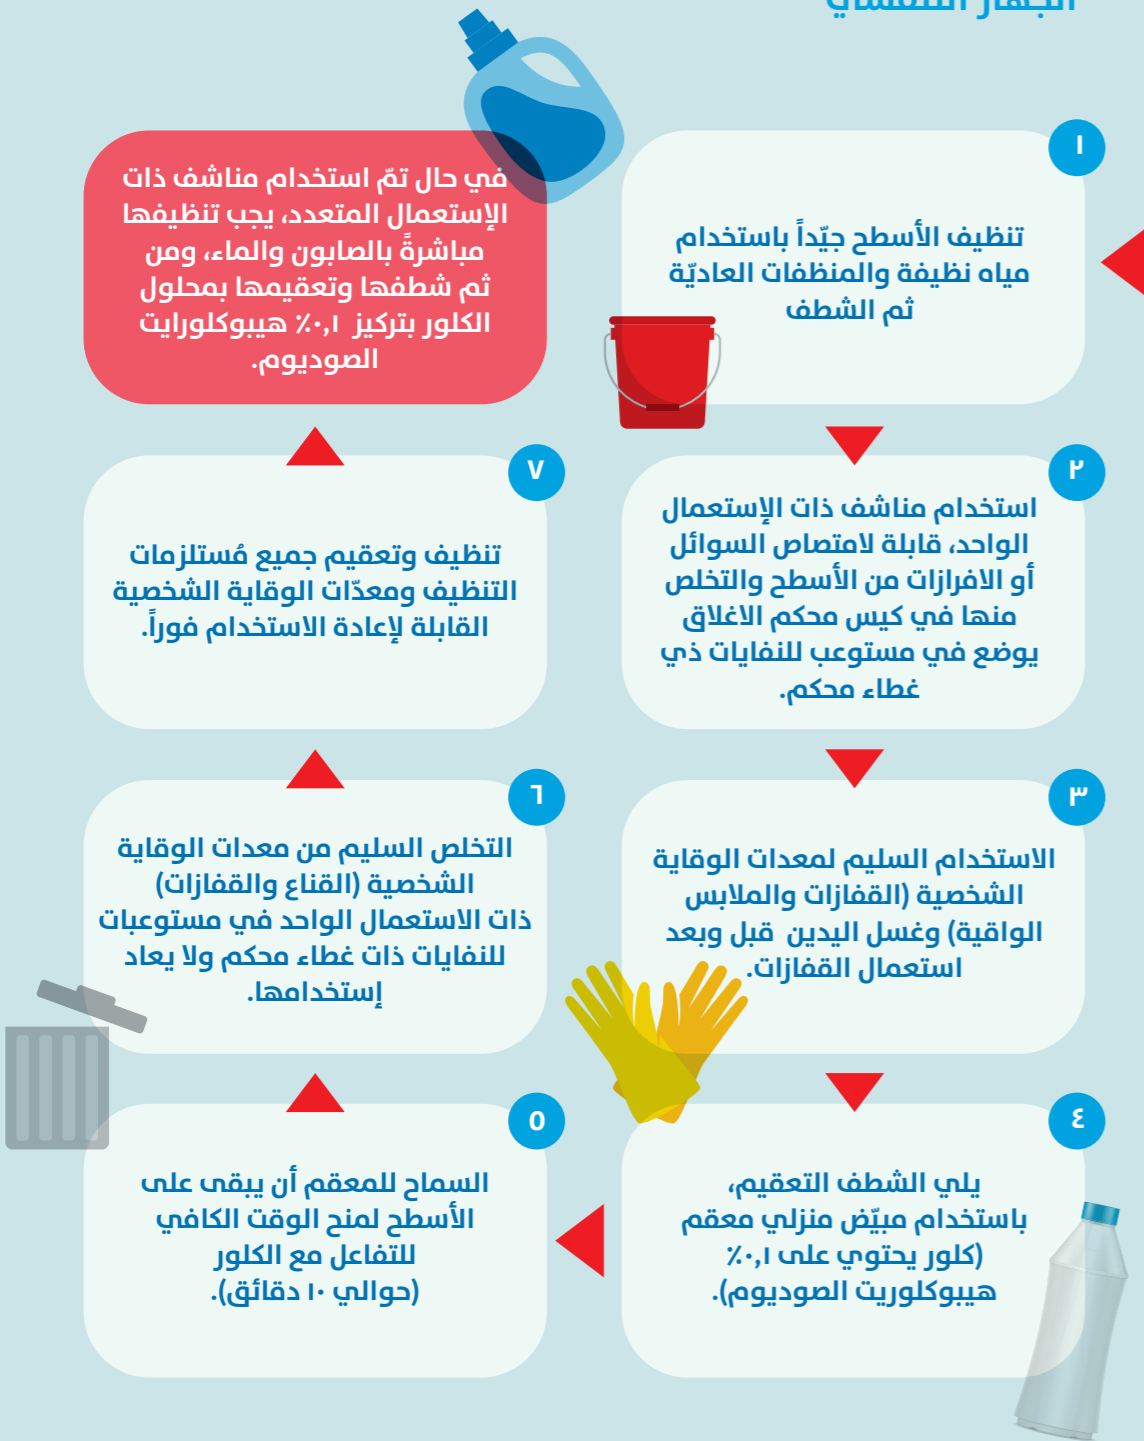 ١
تنظيف الأسطح جيّداً باستخدام
مياه نظيفة والمنظفات العاديّة
ثم الشطف
٢
استخدام مناشف ذات الإستعمال
الواحد، قابلة لامتصاص السوائل
أو الافرازات من الأسطح والتخلص
منها في كيس محكم الاغلاق
يوضع في مستوعب للنفايات ذي
غطاء محكم.
٣
الاستخدام السليم لمعدات الوقاية
الشخصية (القفازات والملابس
الواقية) وغسل اليدين قبل وبعد
استعمال القفازات.
٤
يلي الشطف التعقيم،
باستخدام مبيّض منزلي معقم
(كلور يحتوي على ٠,١٪
هيبوكلوريت الصوديوم).
٥
السماح للمعقم أن يبقى على
الأسطح لمنح الوقت الكافي
للتفاعل مع الكلور
(حوالي ١٠ دقائق).
٦
التخلص السليم من معدات الوقاية
الشخصية (القناع والقفازات)
ذات الاستعمال الواحد في مستوعبات
للنفايات ذات غطاء محكم ولا يعاد
إستخدامها.
٧
تنظيف وتعقيم جميع مُستلزمات
التنظيف ومعدّات الوقاية الشخصية
القابلة لإعادة الاستخدام فوراً.
في حال تمّ استخدام مناشف ذات
الإستعمال المتعدد، يجب تنظيفها
مباشرةً بالصابون والماء، ومن
ثم شطفها وتعقيمها بمحلول
الكلور بتركيز ٠,١٪ هيبوكلورايت
الصوديوم.